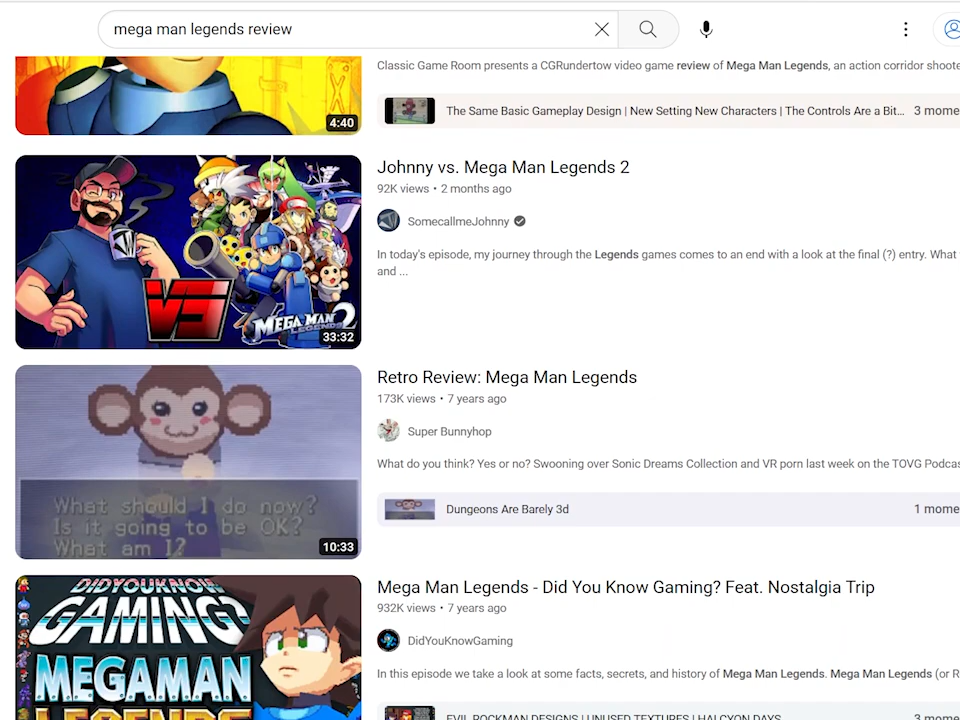 mega man legends review
Classic Game Room presents a CGRundertow video game review of Mega Man Legends, an action corridor shoote
4:40
The Same Basic Gameplay Design | New Setting New Characters | The Controls Are a Bit...
3 mome
Johnny vs. Mega Man Legends 2
92K views • 2 months ago
SomecallmeJohnny
In today's episode, my journey through the Legends games comes to an end with a look at the final (?) entry. What
and ...
VS
MEGA MAN 2
LEGENDS
33:32
Retro Review: Mega Man Legends
173K views • 7 years ago
Super Bunnyhop
What do you think? Yes or no? Swooning over Sonic Dreams Collection and VR porn last week on the TOVG Podcas
What should I do now?
Is it going to be OK?
What am I?
10:33
Dungeons Are Barely 3d
1 mome
DIDYOUKNOW
GAMING?
MEGAMAN
LEGENDS
Mega Man Legends - Did You Know Gaming? Feat. Nostalgia Trip
932K views • 7 years ago
DidYouKnowGaming
In this episode we take a look at some facts, secrets, and history of Mega Man Legends. Mega Man Legends (or R
EVIL ROCKMAN DESIGNS | UNUSED TEXTURES | HALCYON DAYS
3 mome